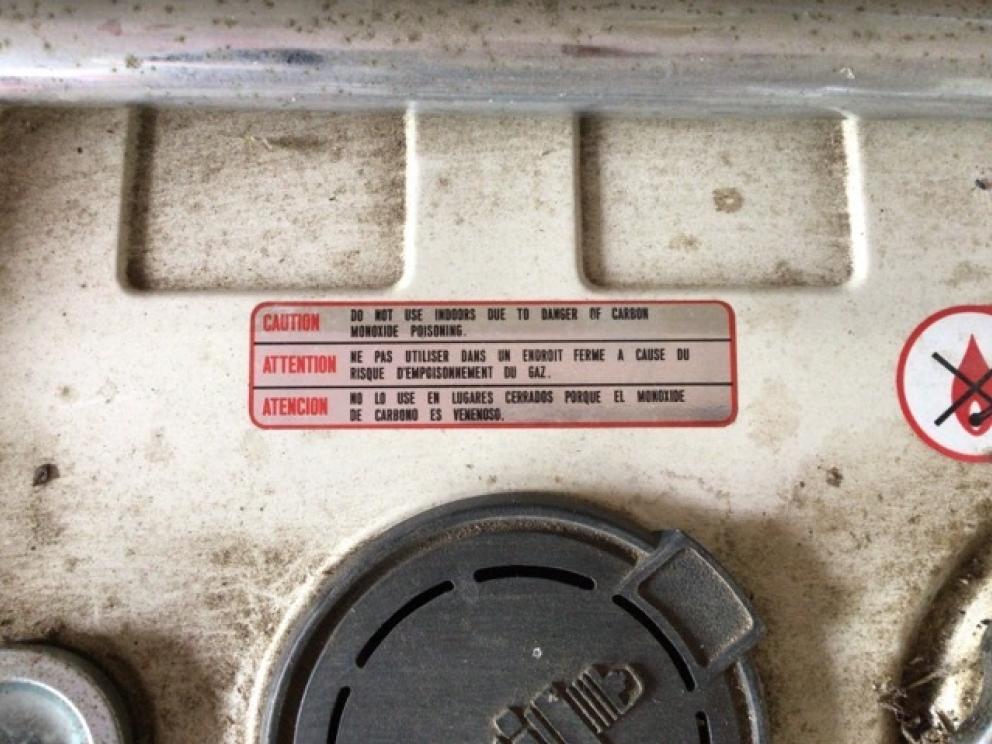 CAUTION DO NOT USE INDOORS DUE TO DANGER OF CARBON
MONOXIDE POISONING.
ATTENTION NE PAS UTILISER DANS UN ENDROIT FERME A CAUSE DU
RISQUE D'EMPOISONNEMENT DU GAZ.
ATENCION NO LO USE EN LUGARES CERRADOS PORQUE EL MONOXIDE
DE CARBONO ES VENENOSO.